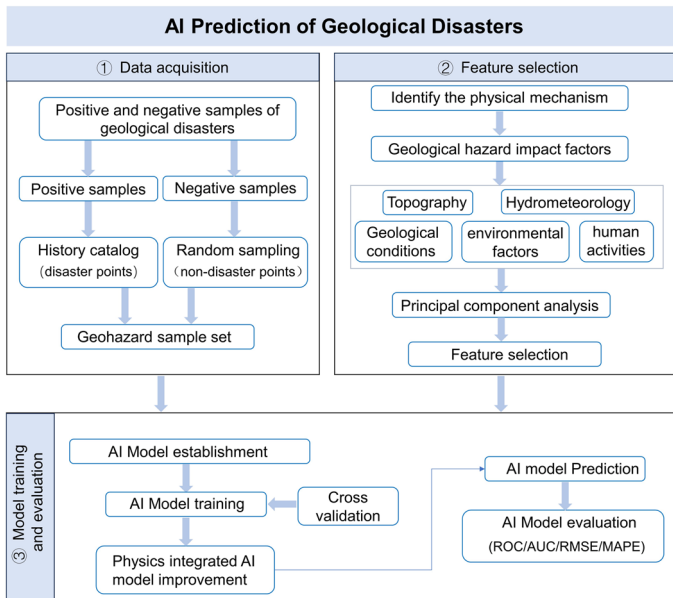 AI Prediction of Geological Disasters
① Data acquisition
Positive and negative samples of
geological disasters
Positive samples
Negative samples
History catalog
(disaster points)
Random sampling
(non-disaster points)
Geohazard sample set
② Feature selection
Identify the physical mechanism
Geological hazard impact factors
Topography
Hydrometeorology
Geological
conditions
environmental
factors
human
activities
Principal component analysis
Feature selection
③ Model training
and evaluation
AI Model establishment
AI Model training
Cross
validation
Physics integrated AI
model improvement
AI model Prediction
AI Model evaluation
(ROC/AUC/RMSE/MAPE)